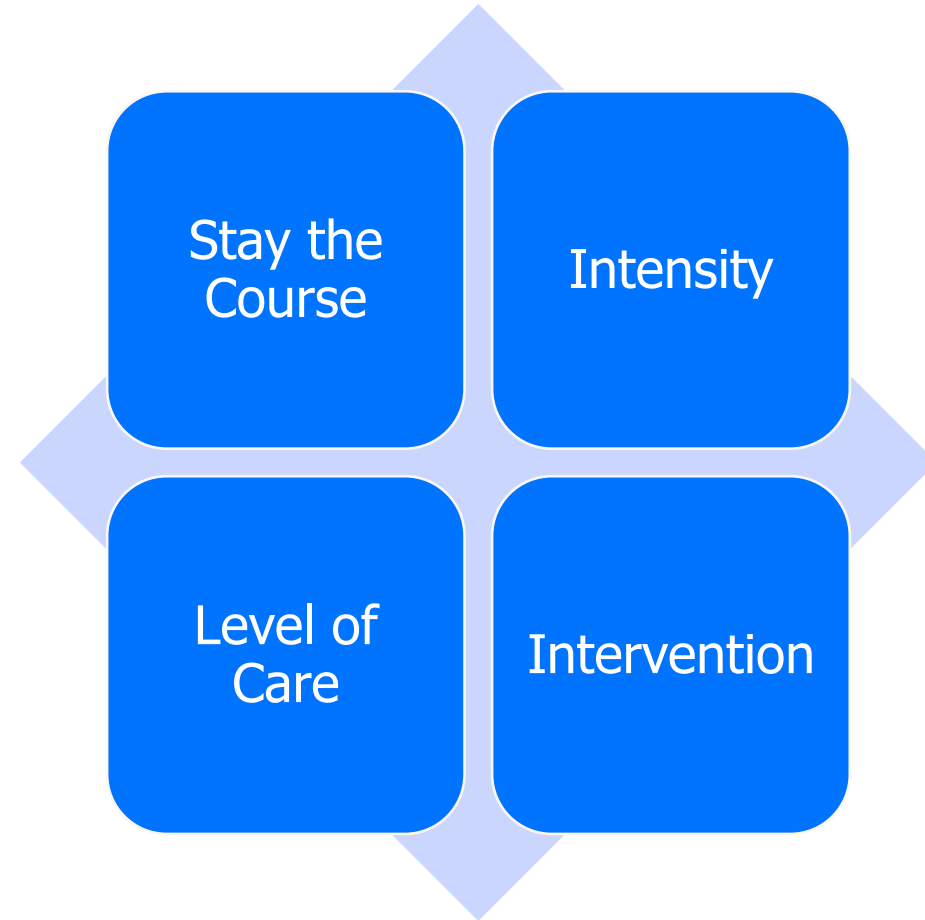 Stay the
Course
Intensity
Level of
Care
Intervention